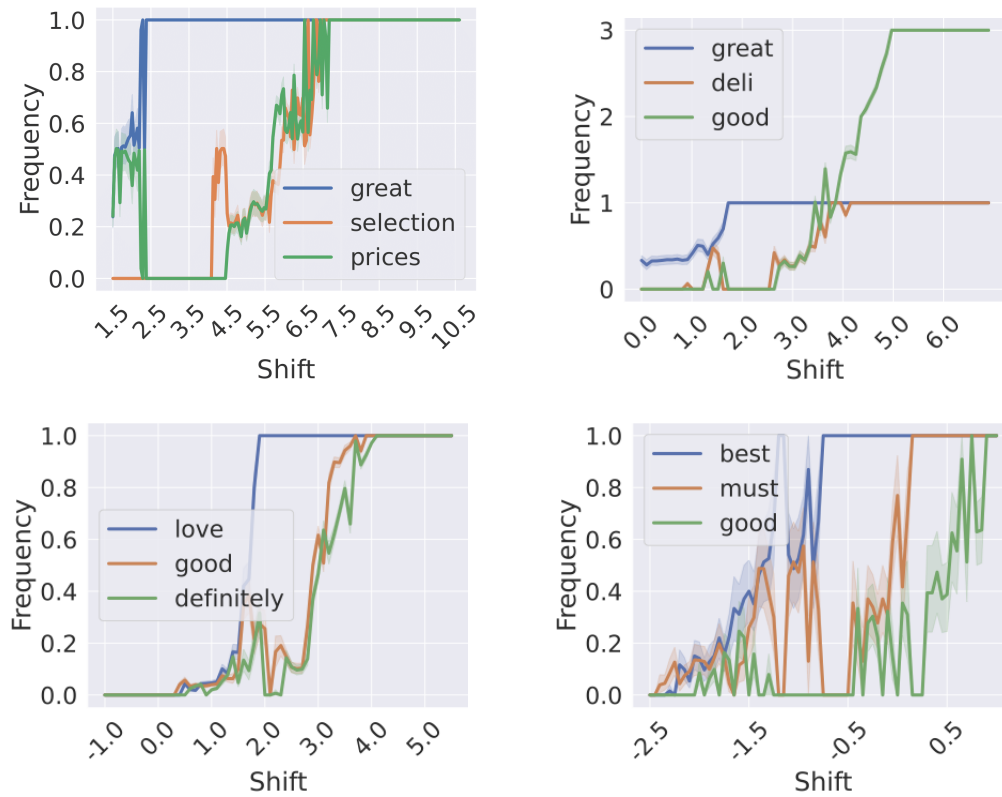 1.0
0.8
0.6
0.4
0.2
0.0
Frequency
great
selection
prices
1.5
2.5
3.5
4.5
5.5
6.5
7.5
8.5
9.5
10.5
Shift
3
2
1
0
Frequency
great
deli
good
0.0
1.0
2.0
3.0
4.0
5.0
6.0
Shift
1.0
0.8
0.6
0.4
0.2
0.0
Frequency
love
good
definitely
-1.0
0.0
1.0
2.0
3.0
4.0
5.0
Shift
1.0
0.8
0.6
0.4
0.2
0.0
Frequency
best
must
good
-2.5
-1.5
-0.5
0.5
Shift